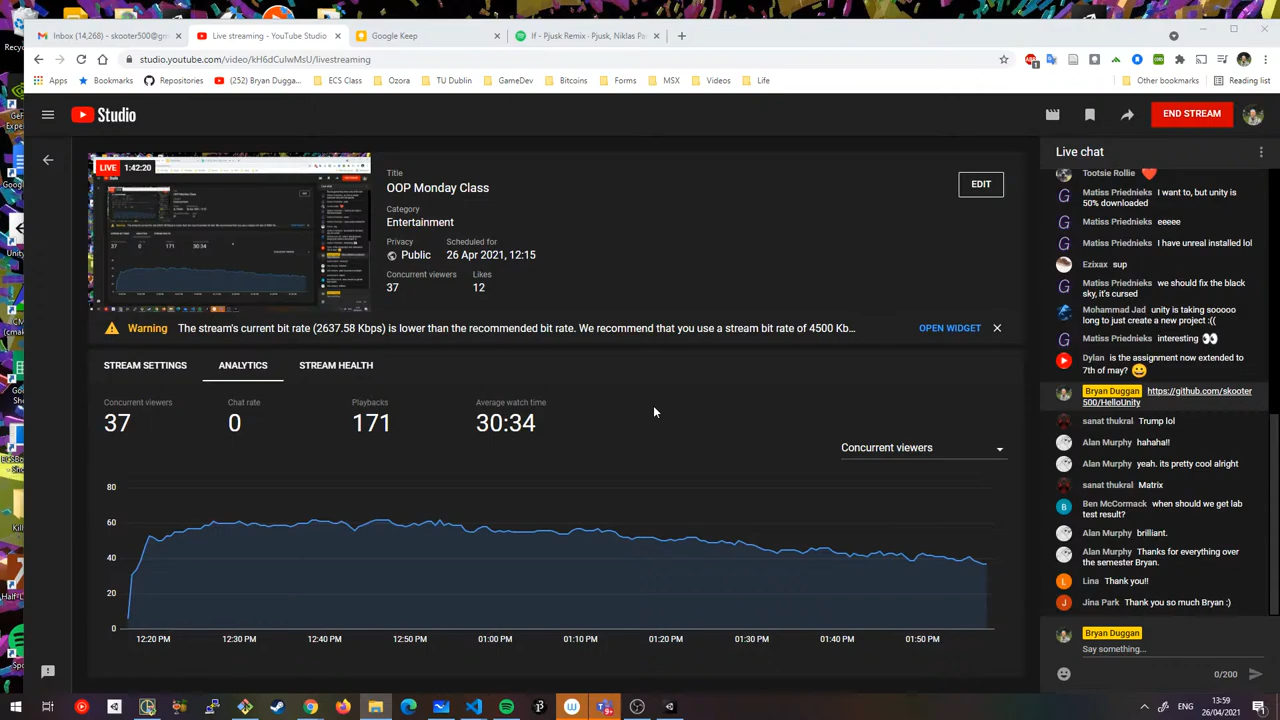 Inbox (14,268) - skooter500@gm
Live streaming - YouTube Studio
Google Keep
If - Pjusk Remix - Pjusk, Niklas Pa
studio.youtube.com/video/kH6dCuIwMsU/livestreaming
Apps
Bookmarks
Repositories
(252) Bryan Dugga...
ECS Class
Ozora
TU Dublin
GameDev
Bitcoins
Forms
MSX
Videos
Life
Other bookmarks
Reading list
Studio
END STREAM
LIVE 1:42:20
Title
OOP Monday Class
EDIT
Category
Entertainment
Privacy
Public
Scheduled for
26 Apr 2021, 12:15
Concurrent viewers
37
Likes
12
Warning The stream's current bit rate (2637.58 Kbps) is lower than the recommended bit rate. We recommend that you use a stream bit rate of 4500 Kb...
OPEN WIDGET
STREAM SETTINGS
ANALYTICS
STREAM HEALTH
Concurrent viewers
37
Chat rate
0
Playbacks
171
Average watch time
30:34
Concurrent viewers
80
60
40
20
0
12:20 PM
12:30 PM
12:40 PM
12:50 PM
01:00 PM
01:10 PM
01:20 PM
01:30 PM
01:40 PM
01:50 PM
Live chat
Tootsie Rollie
Matiss Priednieks I want to, but unity is
50% downloaded
Matiss Priednieks eeeee
Matiss Priednieks I have unreal installed lol
Ezixax sup
Matiss Priednieks we should fix the black
sky, it's cursed
Mohammad Jad unity is taking sooooo
long to just create a new project :((
Matiss Priednieks interesting
Dylan is the assignment now extended to
7th of may?
Bryan Duggan https://github.com/skooter
500/HelloUnity
sanat thukral Trump lol
Alan Murphy hahaha!!
Alan Murphy yeah. its pretty cool alright
sanat thukral Matrix
Ben McCormack when should we get lab
test result?
Alan Murphy brilliant.
Alan Murphy Thanks for everything over
the semester Bryan.
Lina Thank you!!
Jina Park Thank you so much Bryan :)
Bryan Duggan
Say something...
0/200
ENG
13:59
26/04/2021